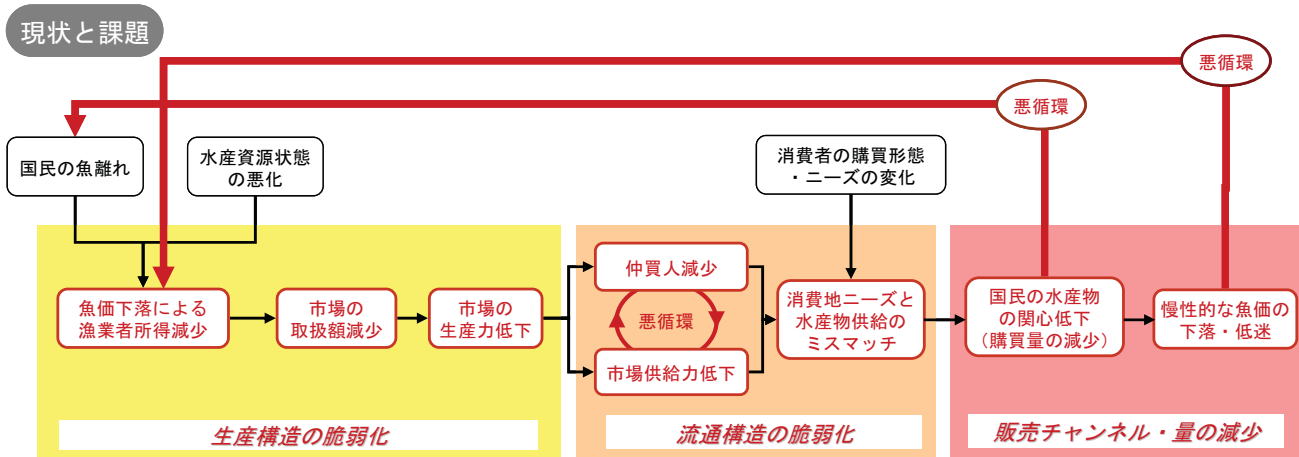 現状と課題
悪循環
悪循環
国民の魚離れ
水産資源状態
の悪化
消費者の購買形態
・ニーズの変化
魚価下落による
漁業者所得減少
市場の
取扱額減少
市場の
生産力低下
仲買人減少
悪循環
市場供給力低下
消費地ニーズと
水産物供給の
ミスマッチ
国民の水産物
の関心低下
（購買量の減少）
慢性的な魚価の
下落・低迷
生産構造の脆弱化
流通構造の脆弱化
販売チャンネル・量の減少